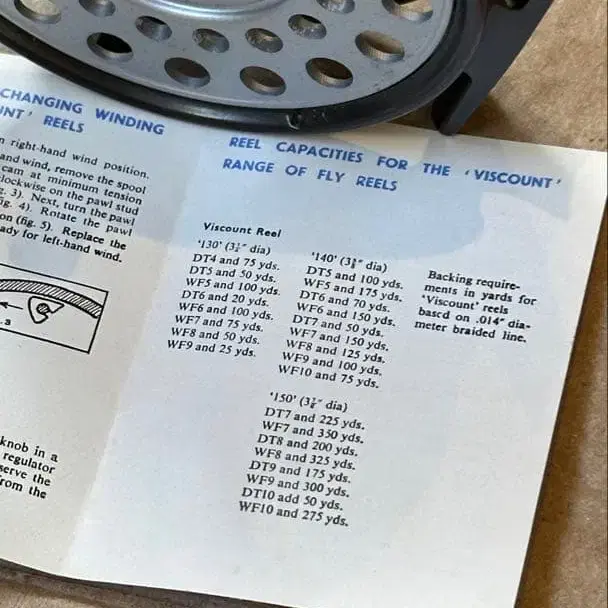 CHANGING WINDING
UNT' REELS
n right-hand wind position.
and wind, remove the spool
cam at minimum tension
lockwise on the pawl stud
g. 3). Next, turn the pawl
ig. 4). Rotate the pawl
on (fig. 5). Replace the
ady for left-hand wind.
knob in a
regulator
serve the
from the
REEL CAPACITIES FOR THE 'VISCOUNT'
RANGE OF FLY REELS
Viscount Reel
'130' (3¼" dia)
DT4 and 75 yds.
DT5 and 50 yds.
WF5 and 100 yds.
DT6 and 20 yds.
WF6 and 100 yds.
WF7 and 75 yds.
WF8 and 50 yds.
WF9 and 25 yds.
'140' (3⅜" dia)
DT5 and 100 yds.
WF5 and 175 yds.
DT6 and 70 yds.
WF6 and 150 yds.
DT7 and 50 yds.
WF7 and 150 yds.
WF8 and 125 yds.
WF9 and 100 yds.
WF10 and 75 yds.
'150' (3⅞" dia)
DT7 and 225 yds.
WF7 and 350 yds.
DT8 and 200 yds.
WF8 and 325 yds.
DT9 and 175 yds.
WF9 and 300 yds.
DT10 add 50 yds.
WF10 and 275 yds.
Backing require-
ments in yards for
'Viscount' reels
based on .014" dia-
meter braided line.